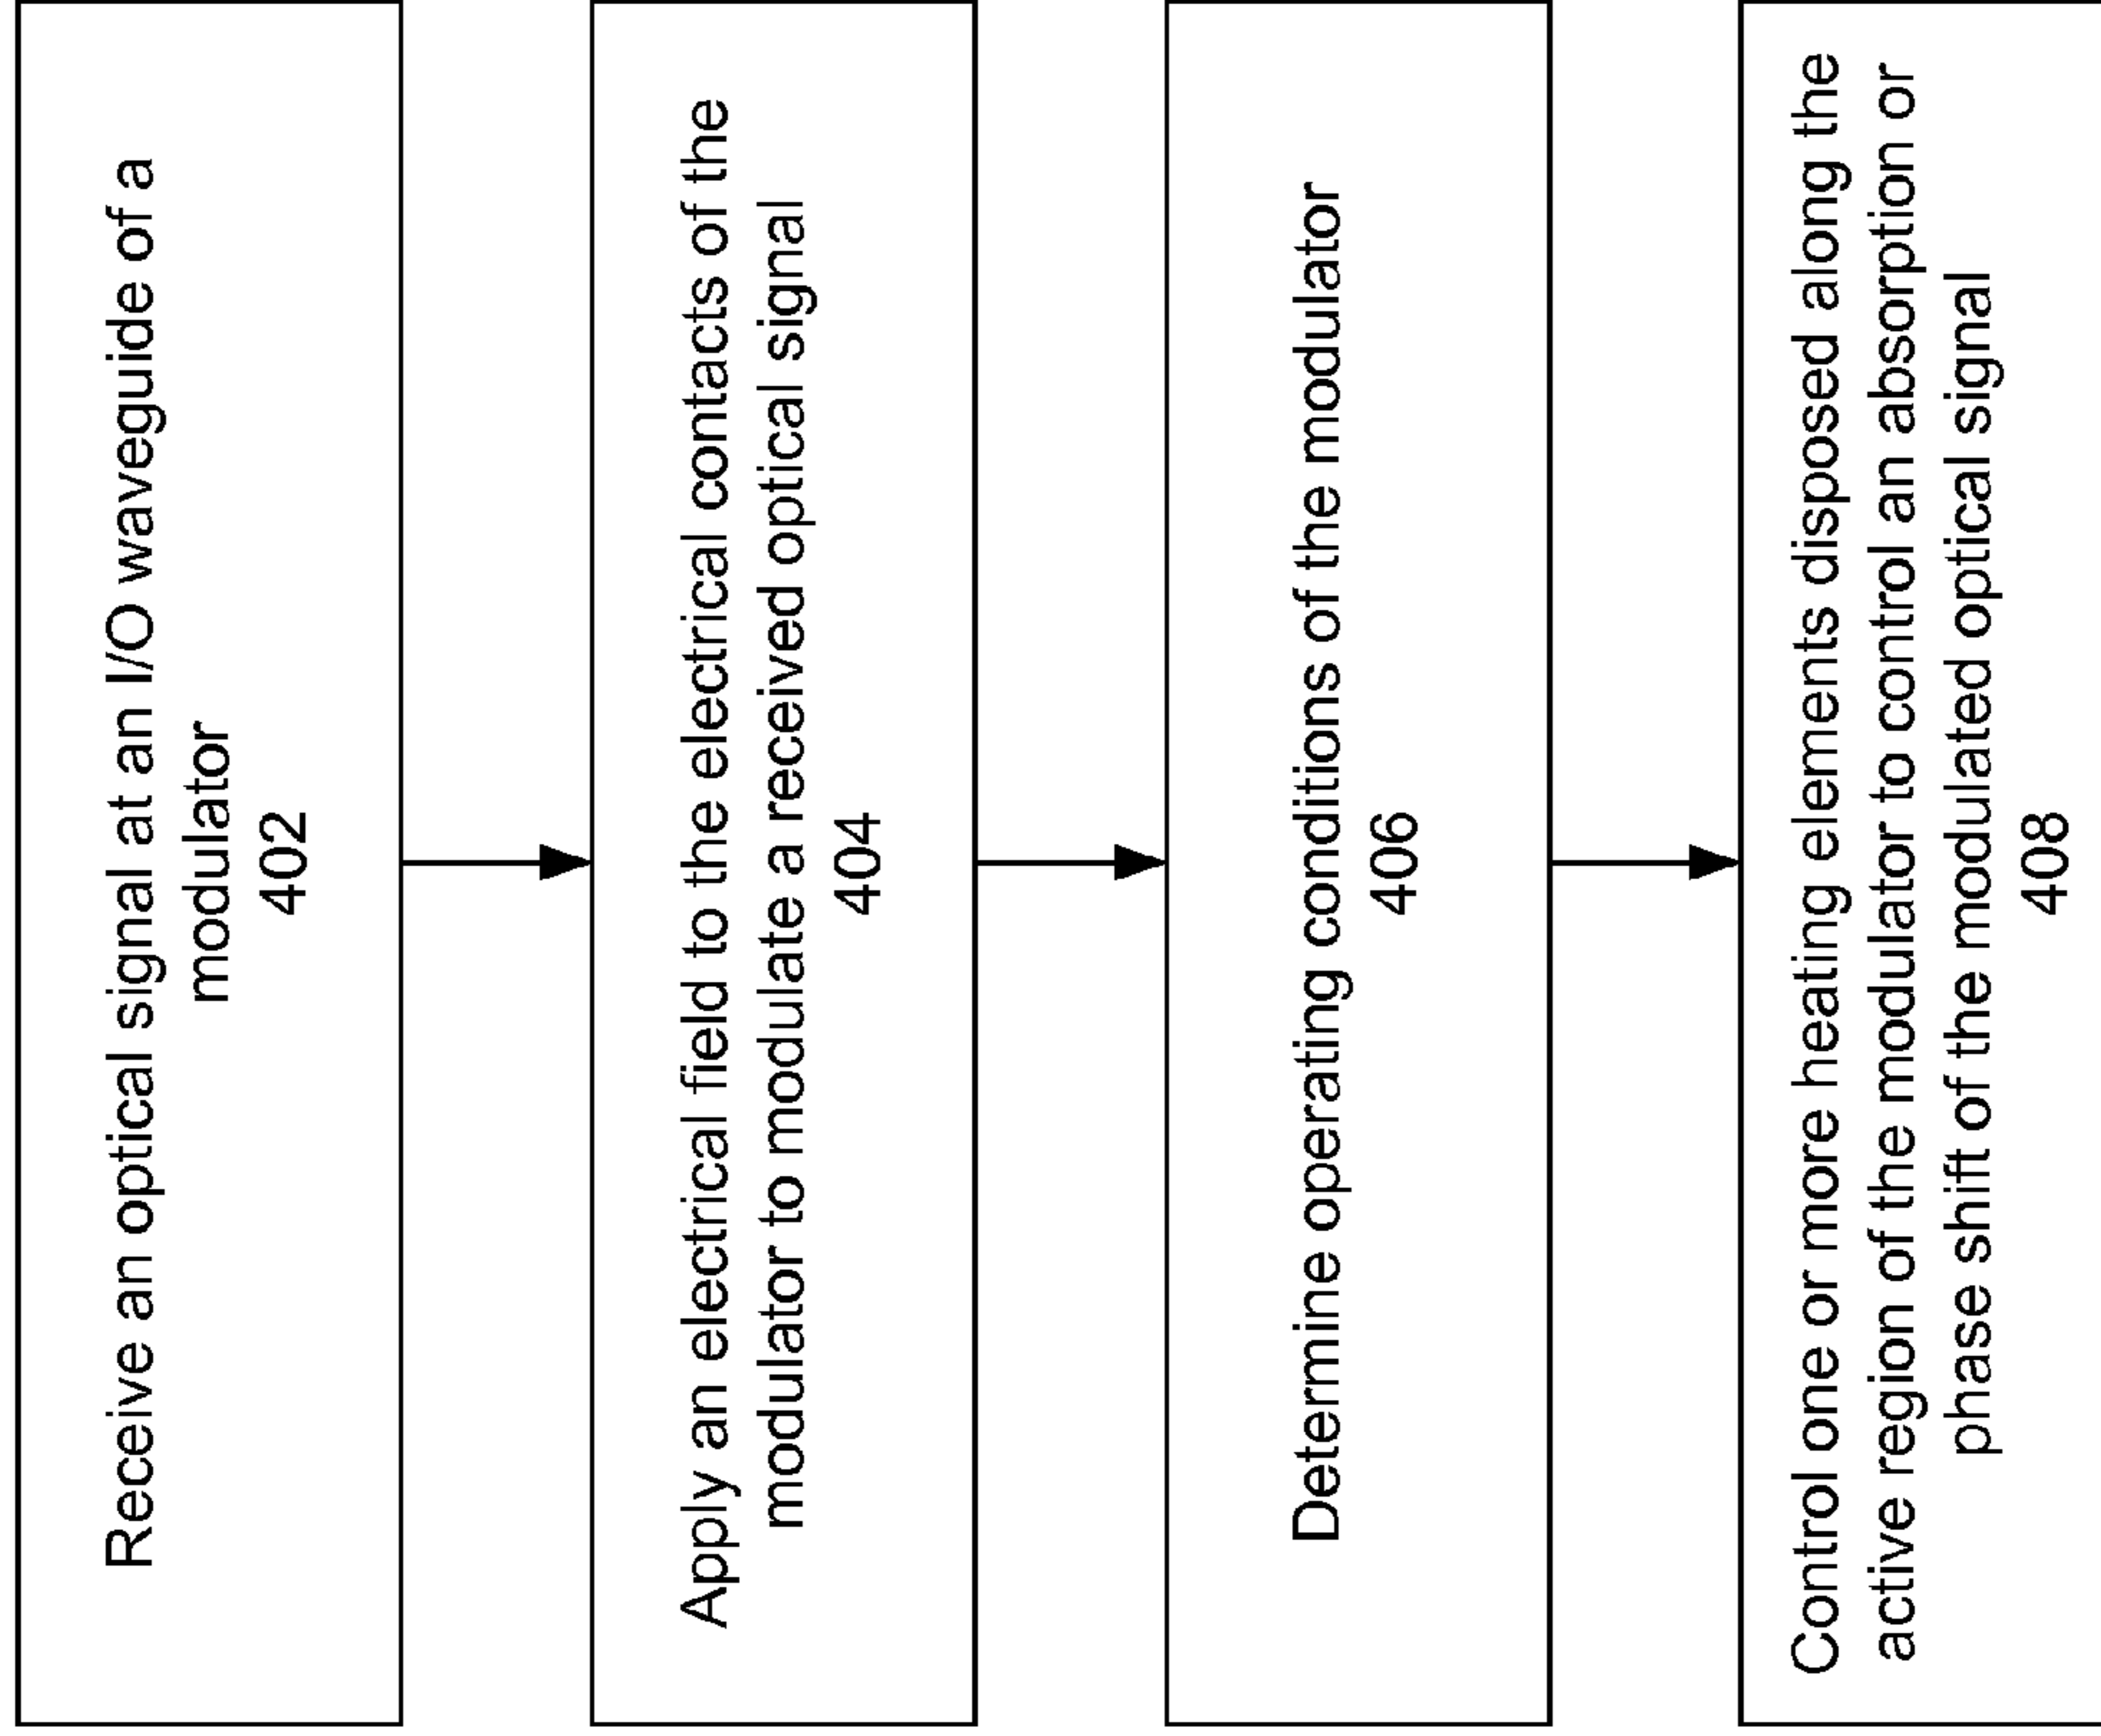 Receive an optical signal at an I/O waveguide of a
modulator
402
Apply an electrical field to the electrical contacts of the
modulator to modulate a received optical signal
404
Determine operating conditions of the modulator
406
Control one or more heating elements disposed along the
active region of the modulator to control an absorption or
phase shift of the modulated optical signal
408